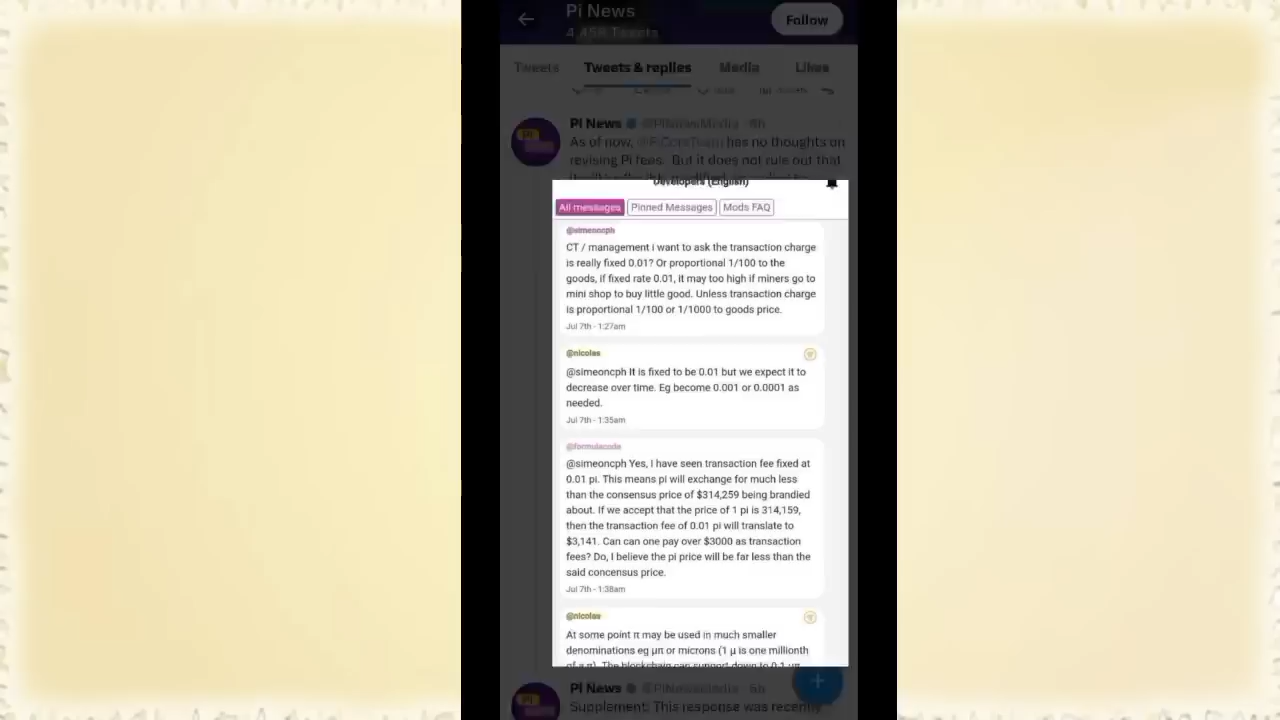 Pi News
Follow
Tweets
Tweets & replies
Media
Likes
Pi News @PiNewsMedia
As of now, @PiCoreTeam has no thoughts on
revising Pi fees. But it does not rule out that
Developers (English)
All messages
Pinned Messages
Mods FAQ
@simeoncph
CT / management i want to ask the transaction charge
is really fixed 0.01? Or proportional 1/100 to the
goods, if fixed rate 0.01, it may too high if miners go to
mini shop to buy little good. Unless transaction charge
is proportional 1/100 or 1/1000 to goods price.
Jul 7th - 1:27am
@nicolas
@simeoncph It is fixed to be 0.01 but we expect it to
decrease over time. Eg become 0.001 or 0.0001 as
needed.
Jul 7th - 1:35am
@formulacode
@simeoncph Yes, I have seen transaction fee fixed at
0.01 pi. This means pi will exchange for much less
than the consensus price of $314,259 being brandied
about. If we accept that the price of 1 pi is 314,159,
then the transaction fee of 0.01 pi will translate to
$3,141. Can can one pay over $3000 as transaction
fees? Do, I believe the pi price will be far less than the
said concensus price.
Jul 7th - 1:38am
@nicolas
At some point π may be used in much smaller
denominations eg μπ or microns (1 μ is one millionth
of a π). The blockchain can support down to 0.1 μπ
Pi News @PiNewsMedia
Supplement: This response was recently